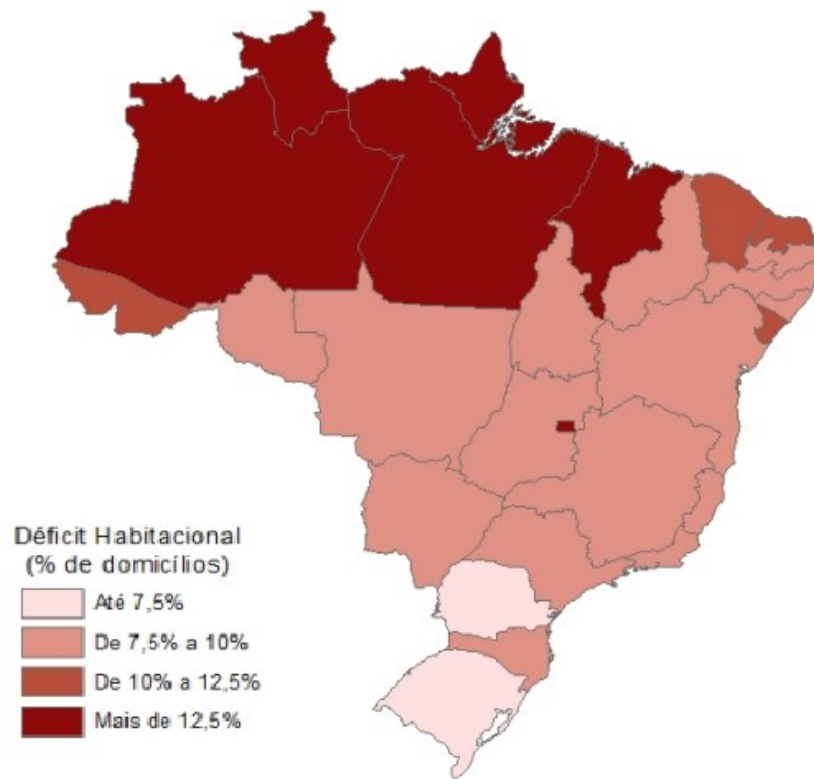 Déficit Habitacional
(% de domicílios)
Até 7,5%
De 7,5% a 10%
De 10% a 12,5%
Mais de 12,5%